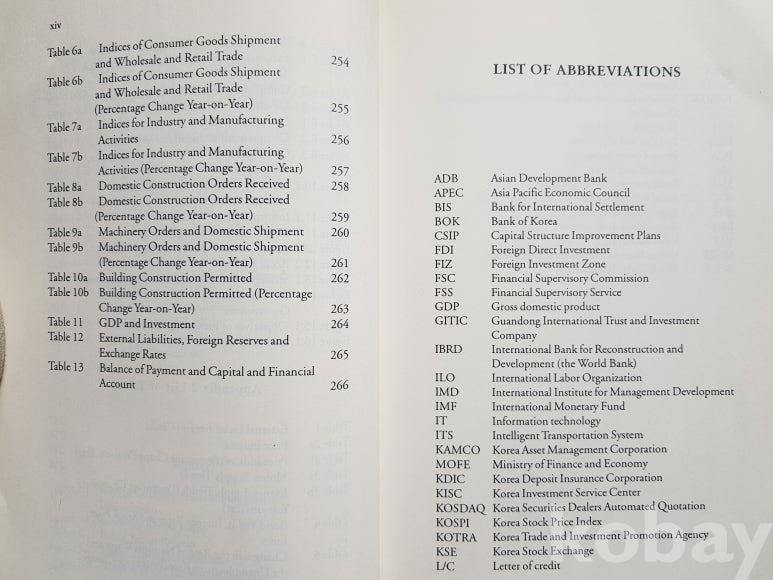 xiv
Table 6a Indices of Consumer Goods Shipment
and Wholesale and Retail Trade 254
Table 6b Indices of Consumer Goods Shipment
and Wholesale and Retail Trade
(Percentage Change Year-on-Year) 255
Table 7a Indices for Industry and Manufacturing
Activities 256
Table 7b Indices for Industry and Manufacturing
Activities (Percentage Change Year-on-Year) 257
Table 8a Domestic Construction Orders Received 258
Table 8b Domestic Construction Orders Received
(Percentage Change Year-on-Year) 259
Table 9a Machinery Orders and Domestic Shipment 260
Table 9b Machinery Orders and Domestic Shipment
(Percentage Change Year-on-Year) 261
Table 10a Building Construction Permitted 262
Table 10b Building Construction Permitted (Percentage
Change Year-on-Year) 263
Table 11 GDP and Investment 264
Table 12 External Liabilities, Foreign Reserves and
Exchange Rates 265
Table 13 Balance of Payment and Capital and Financial
Account 266
LIST OF ABBREVIATIONS
ADB Asian Development Bank
APEC Asia Pacific Economic Council
BIS Bank for International Settlement
BOK Bank of Korea
CSIP Capital Structure Improvement Plans
FDI Foreign Direct Investment
FIZ Foreign Investment Zone
FSC Financial Supervisory Commission
FSS Financial Supervisory Service
GDP Gross domestic product
GITIC Guandong International Trust and Investment
Company
IBRD International Bank for Reconstruction and
Development (the World Bank)
ILO International Labor Organization
IMD International Institute for Management Development
IMF International Monetary Fund
IT Information technology
ITS Intelligent Transportation System
KAMCO Korea Asset Management Corporation
MOFE Ministry of Finance and Economy
KDIC Korea Deposit Insurance Corporation
KISC Korea Investment Service Center
KOSDAQ Korea Securities Dealers Automated Quotation
KOSPI Korea Stock Price Index
KOTRA Korea Trade and Investment Promotion Agency
KSE Korea Stock Exchange
L/C Letter of credit
kobay